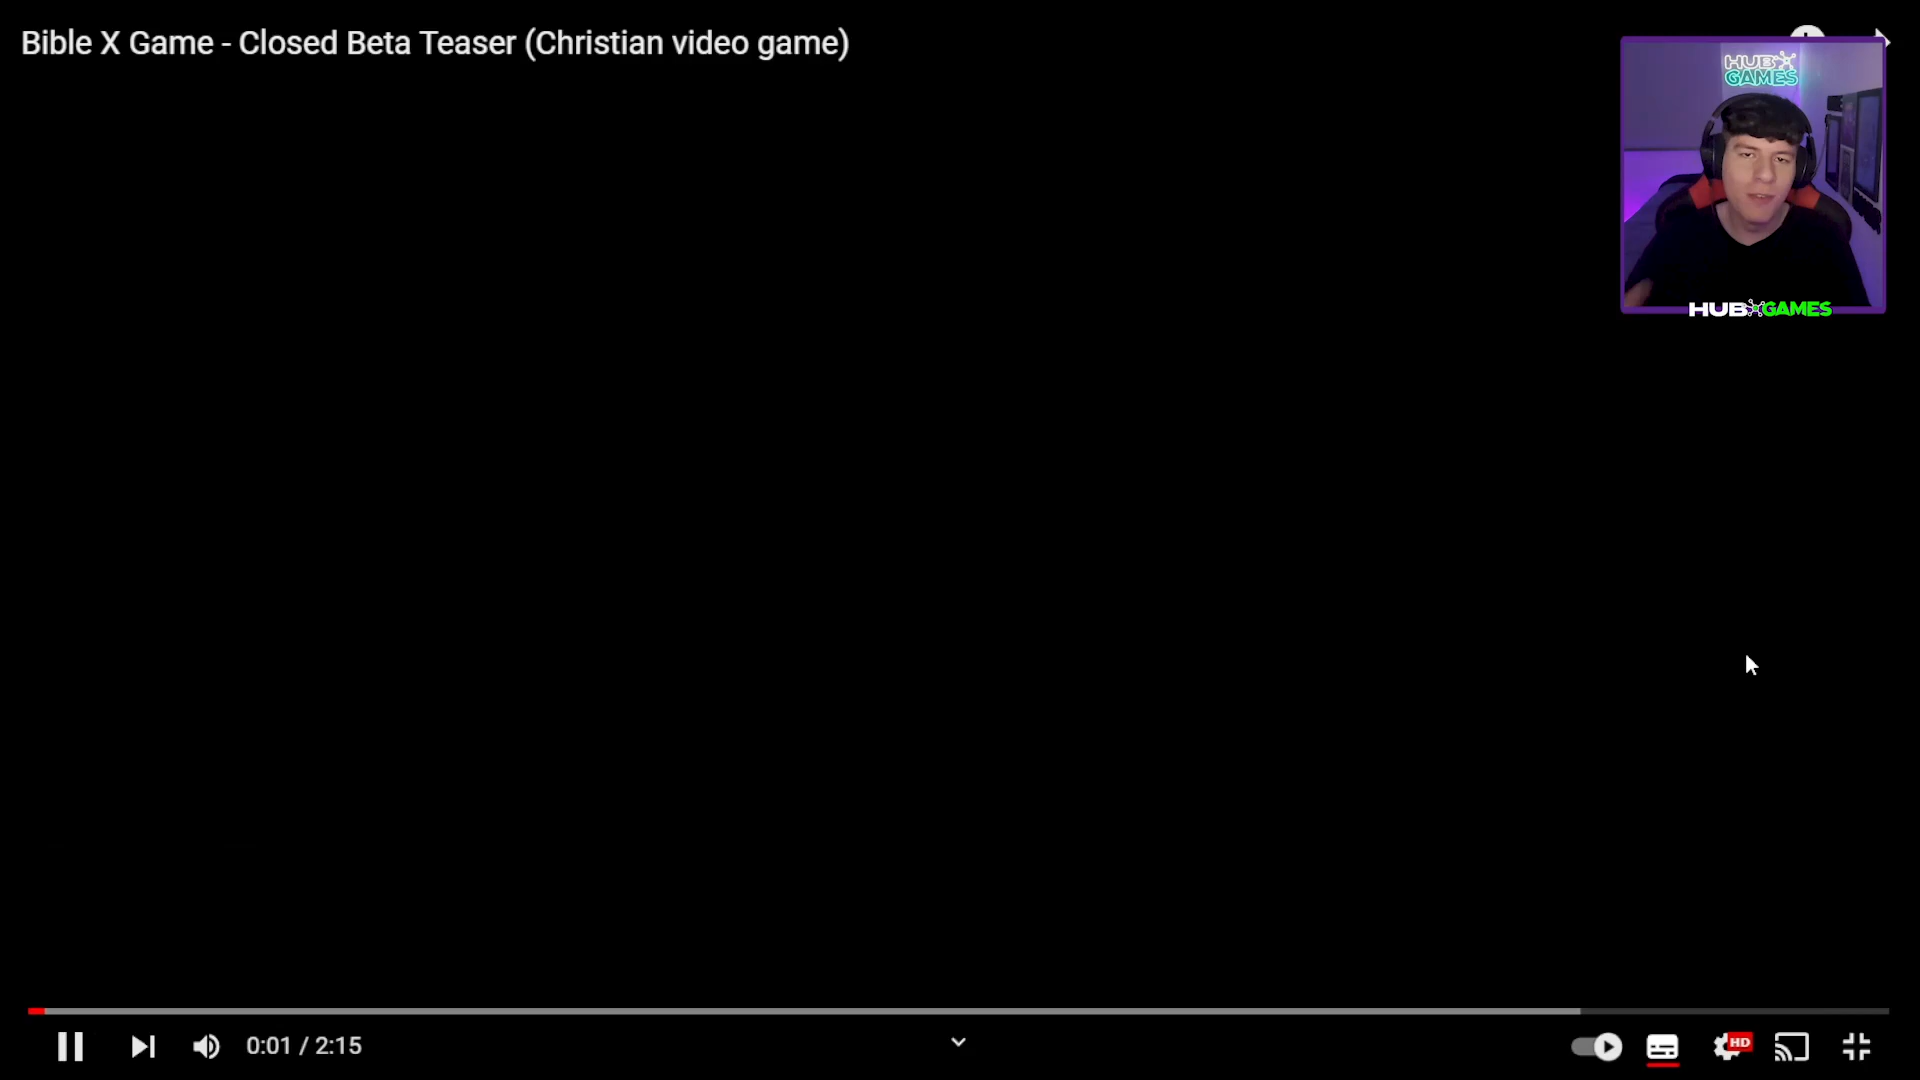 Bible X Game - Closed Beta Teaser (Christian video game)
HUB GAMES
HUB GAMES
0:01 / 2:15
HD